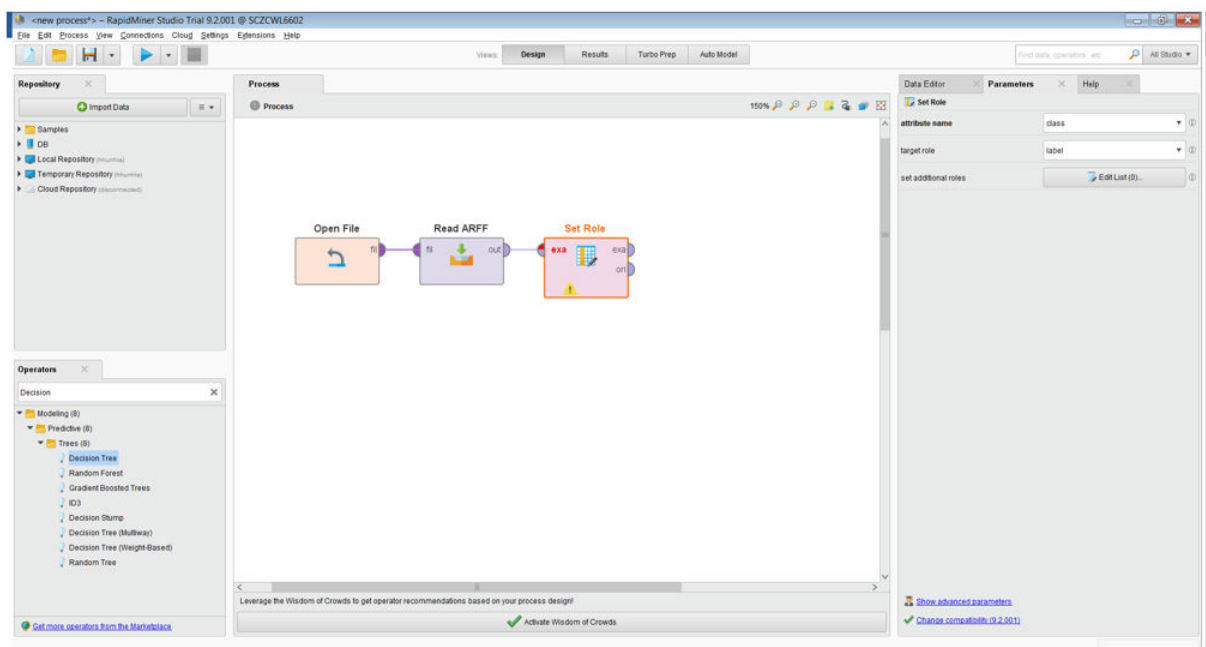 <new process*> – RapidMiner Studio Trial 9.2.001 @ SCZCWL6602
File Edit Process View Connections Cloud Settings Extensions Help
Views: Design Results Turbo Prep Auto Model
Find data, operators...etc All Studio
Repository
Import Data
Samples
DB
Local Repository
Temporary Repository
Cloud Repository (disconnected)
Operators
Decision
Modeling (8)
Predictive (8)
Trees (8)
Decision Tree
Random Forest
Gradient Boosted Trees
ID3
Decision Stump
Decision Tree (Multiway)
Decision Tree (Weight-Based)
Random Tree
Get more operators from the Marketplace
Process
Process
150%
Open File
fil
Read ARFF
fil out
Set Role
exa exa
ori
Leverage the Wisdom of Crowds to get operator recommendations based on your process design!
Activate Wisdom of Crowds
Data Editor Parameters Help
Set Role
attribute name class
target role label
set additional roles Edit List (0)...
Show advanced parameters
Change compatibility (9.2.001)